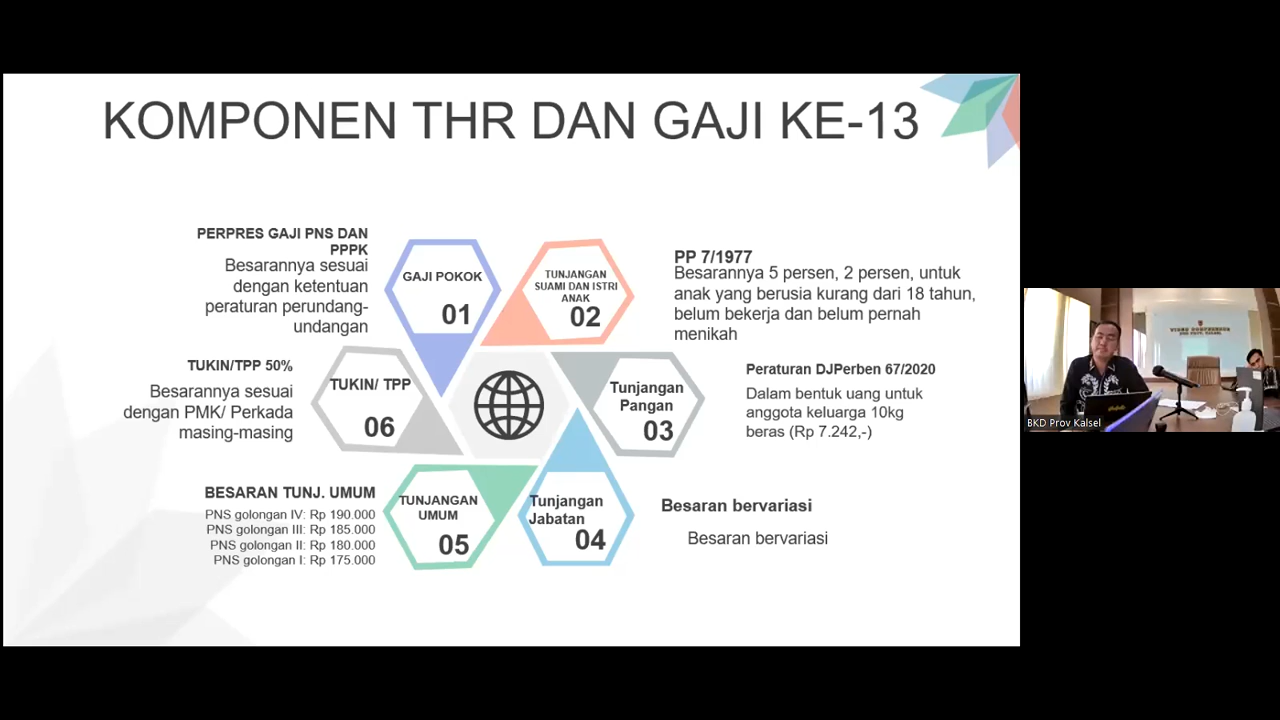 KOMPONEN THR DAN GAJI KE-13
PERPRES GAJI PNS DAN
PPPK
Besarannya sesuai
dengan ketentuan
peraturan perundang-
undangan
GAJI POKOK
01
TUNJANGAN
SUAMI DAN ISTRI
ANAK
02
PP 7/1977
Besarannya 5 persen, 2 persen, untuk
anak yang berusia kurang dari 18 tahun,
belum bekerja dan belum pernah
menikah
TUKIN/TPP 50%
Besarannya sesuai
dengan PMK/ Perkada
masing-masing
TUKIN/ TPP
06
Tunjangan
Pangan
03
Peraturan DJPerben 67/2020
Dalam bentuk uang untuk
anggota keluarga 10kg
beras (Rp 7.242,-)
BESARAN TUNJ. UMUM
PNS golongan IV: Rp 190.000
PNS golongan III: Rp 185.000
PNS golongan II: Rp 180.000
PNS golongan I: Rp 175.000
TUNJANGAN
UMUM
05
Tunjangan
Jabatan
04
Besaran bervariasi
Besaran bervariasi
VIDEO CONFERENCE
BKD PROV. KALSEL
BKD Prov Kalsel